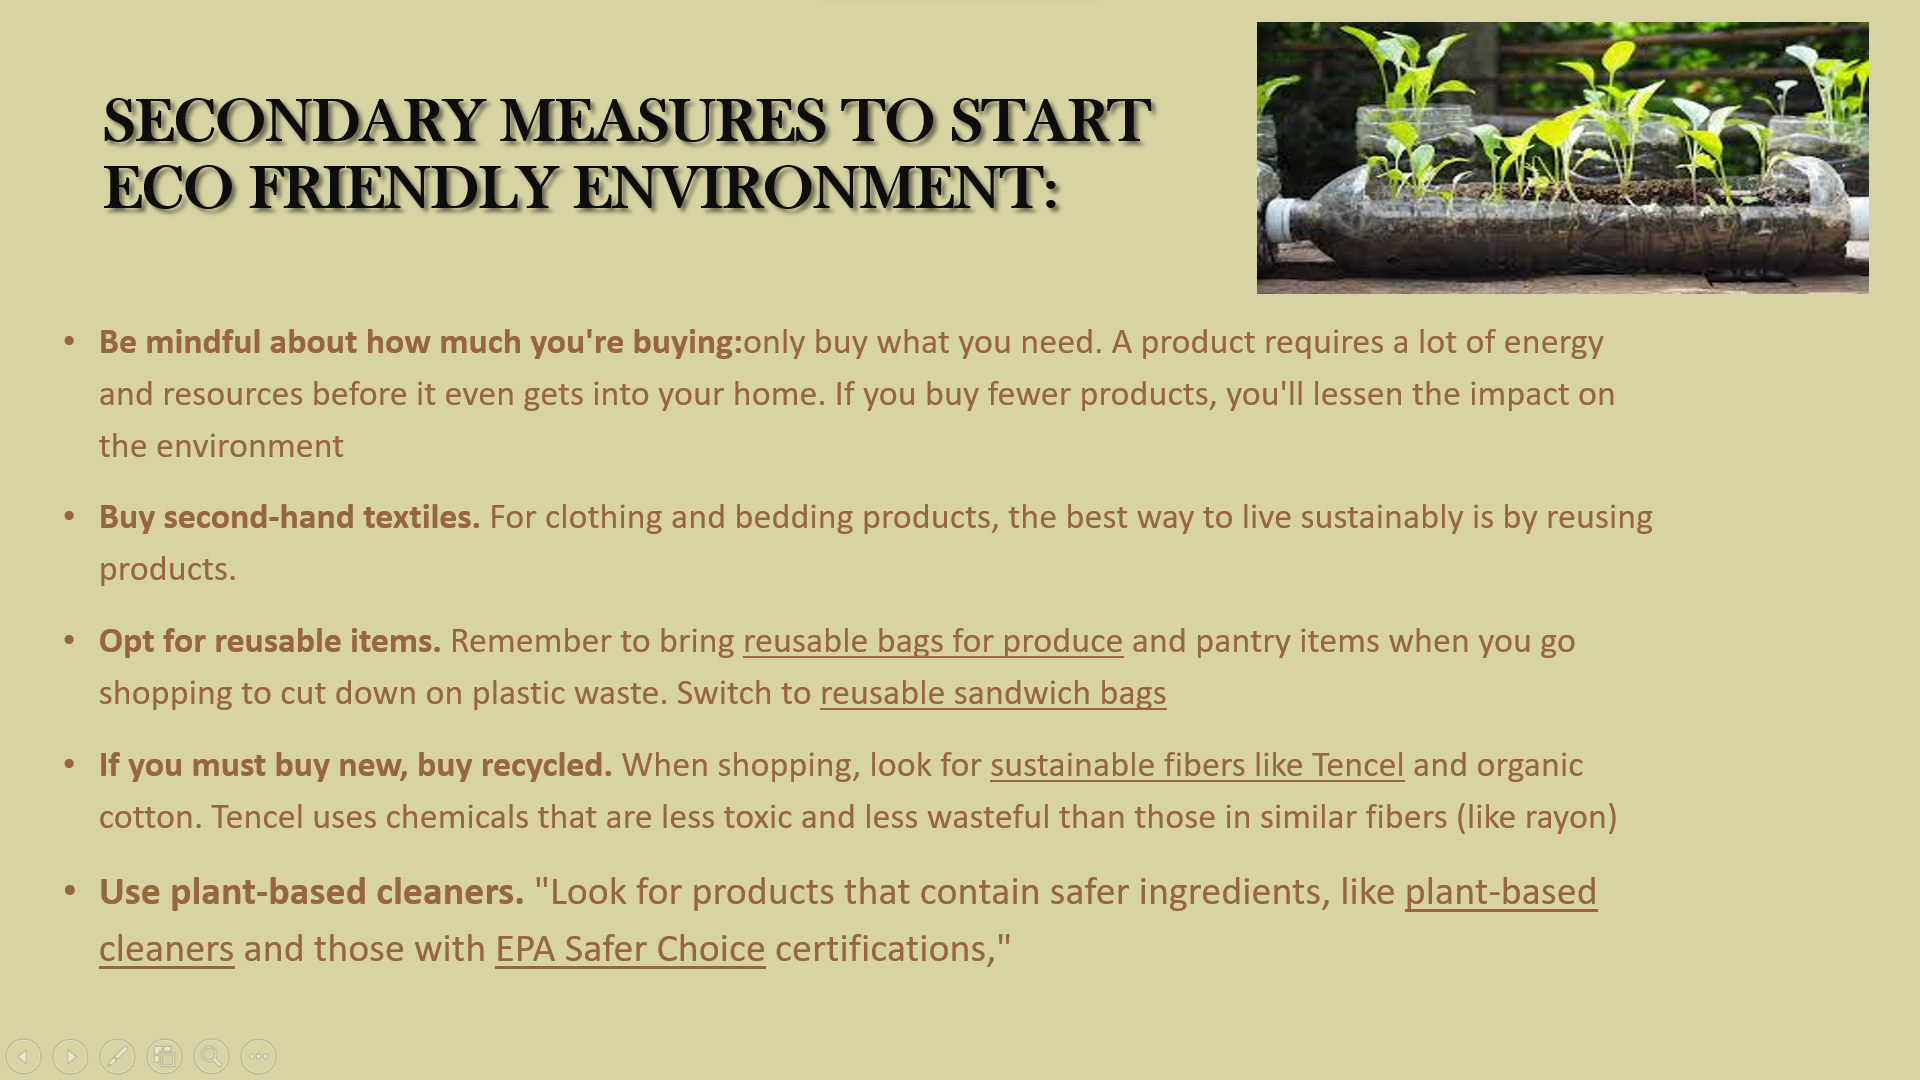 SECONDARY MEASURES TO START
ECO FRIENDLY ENVIRONMENT:
• Be mindful about how much you're buying:only buy what you need. A product requires a lot of energy
and resources before it even gets into your home. If you buy fewer products, you'll lessen the impact on
the environment
• Buy second-hand textiles. For clothing and bedding products, the best way to live sustainably is by reusing
products.
• Opt for reusable items. Remember to bring reusable bags for produce and pantry items when you go
shopping to cut down on plastic waste. Switch to reusable sandwich bags
• If you must buy new, buy recycled. When shopping, look for sustainable fibers like Tencel and organic
cotton. Tencel uses chemicals that are less toxic and less wasteful than those in similar fibers (like rayon)
• Use plant-based cleaners. "Look for products that contain safer ingredients, like plant-based
cleaners and those with EPA Safer Choice certifications,"